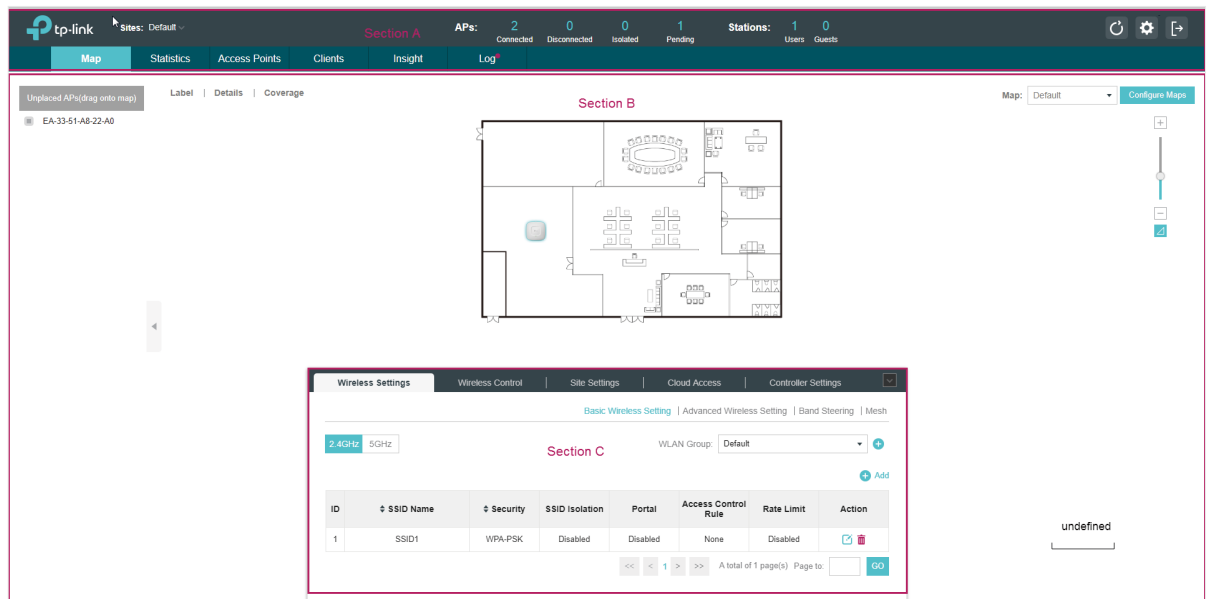 tp-link
Sites: Default
Section A
APs: 2 0 0 1 Stations: 1 0
Connected Disconnected Isolated Pending Users Guests
Map Statistics Access Points Clients Insight Log
Unplaced APs(drag onto map) Label | Details | Coverage
Section B
Map: Default Configure Maps
EA-33-51-A8-22-A0
Wireless Settings Wireless Control | Site Settings | Cloud Access | Controller Settings
Basic Wireless Setting | Advanced Wireless Setting | Band Steering | Mesh
2.4GHz 5GHz
Section C
WLAN Group: Default
Add
ID SSID Name Security SSID Isolation Portal Access Control Rule Rate Limit Action
1 SSID1 WPA-PSK Disabled Disabled None Disabled
<< < 1 > >> A total of 1 page(s) Page to: GO
undefined